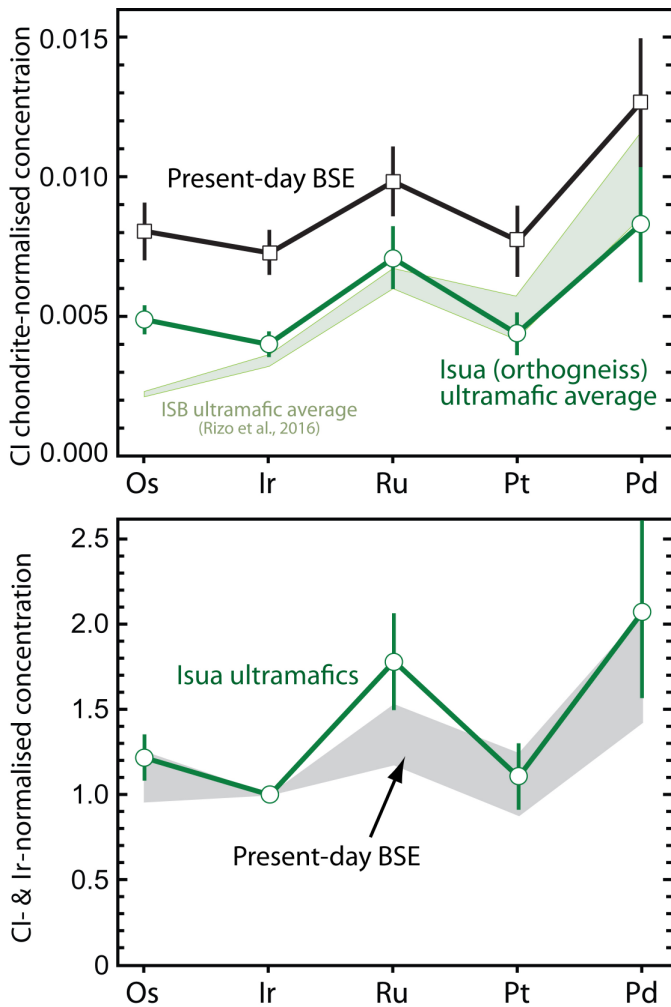 CI chondrite-normalised concentraion
0.015
0.010
0.005
0.000
Present-day BSE
Isua (orthogneiss)
ultramafic average
ISB ultramafic average
(Rizo et al., 2016)
Os Ir Ru Pt Pd
CI- & Ir-normalised concentration
2.5
2.0
1.5
1.0
0.5
0
Isua ultramafics
Present-day BSE
Os Ir Ru Pt Pd